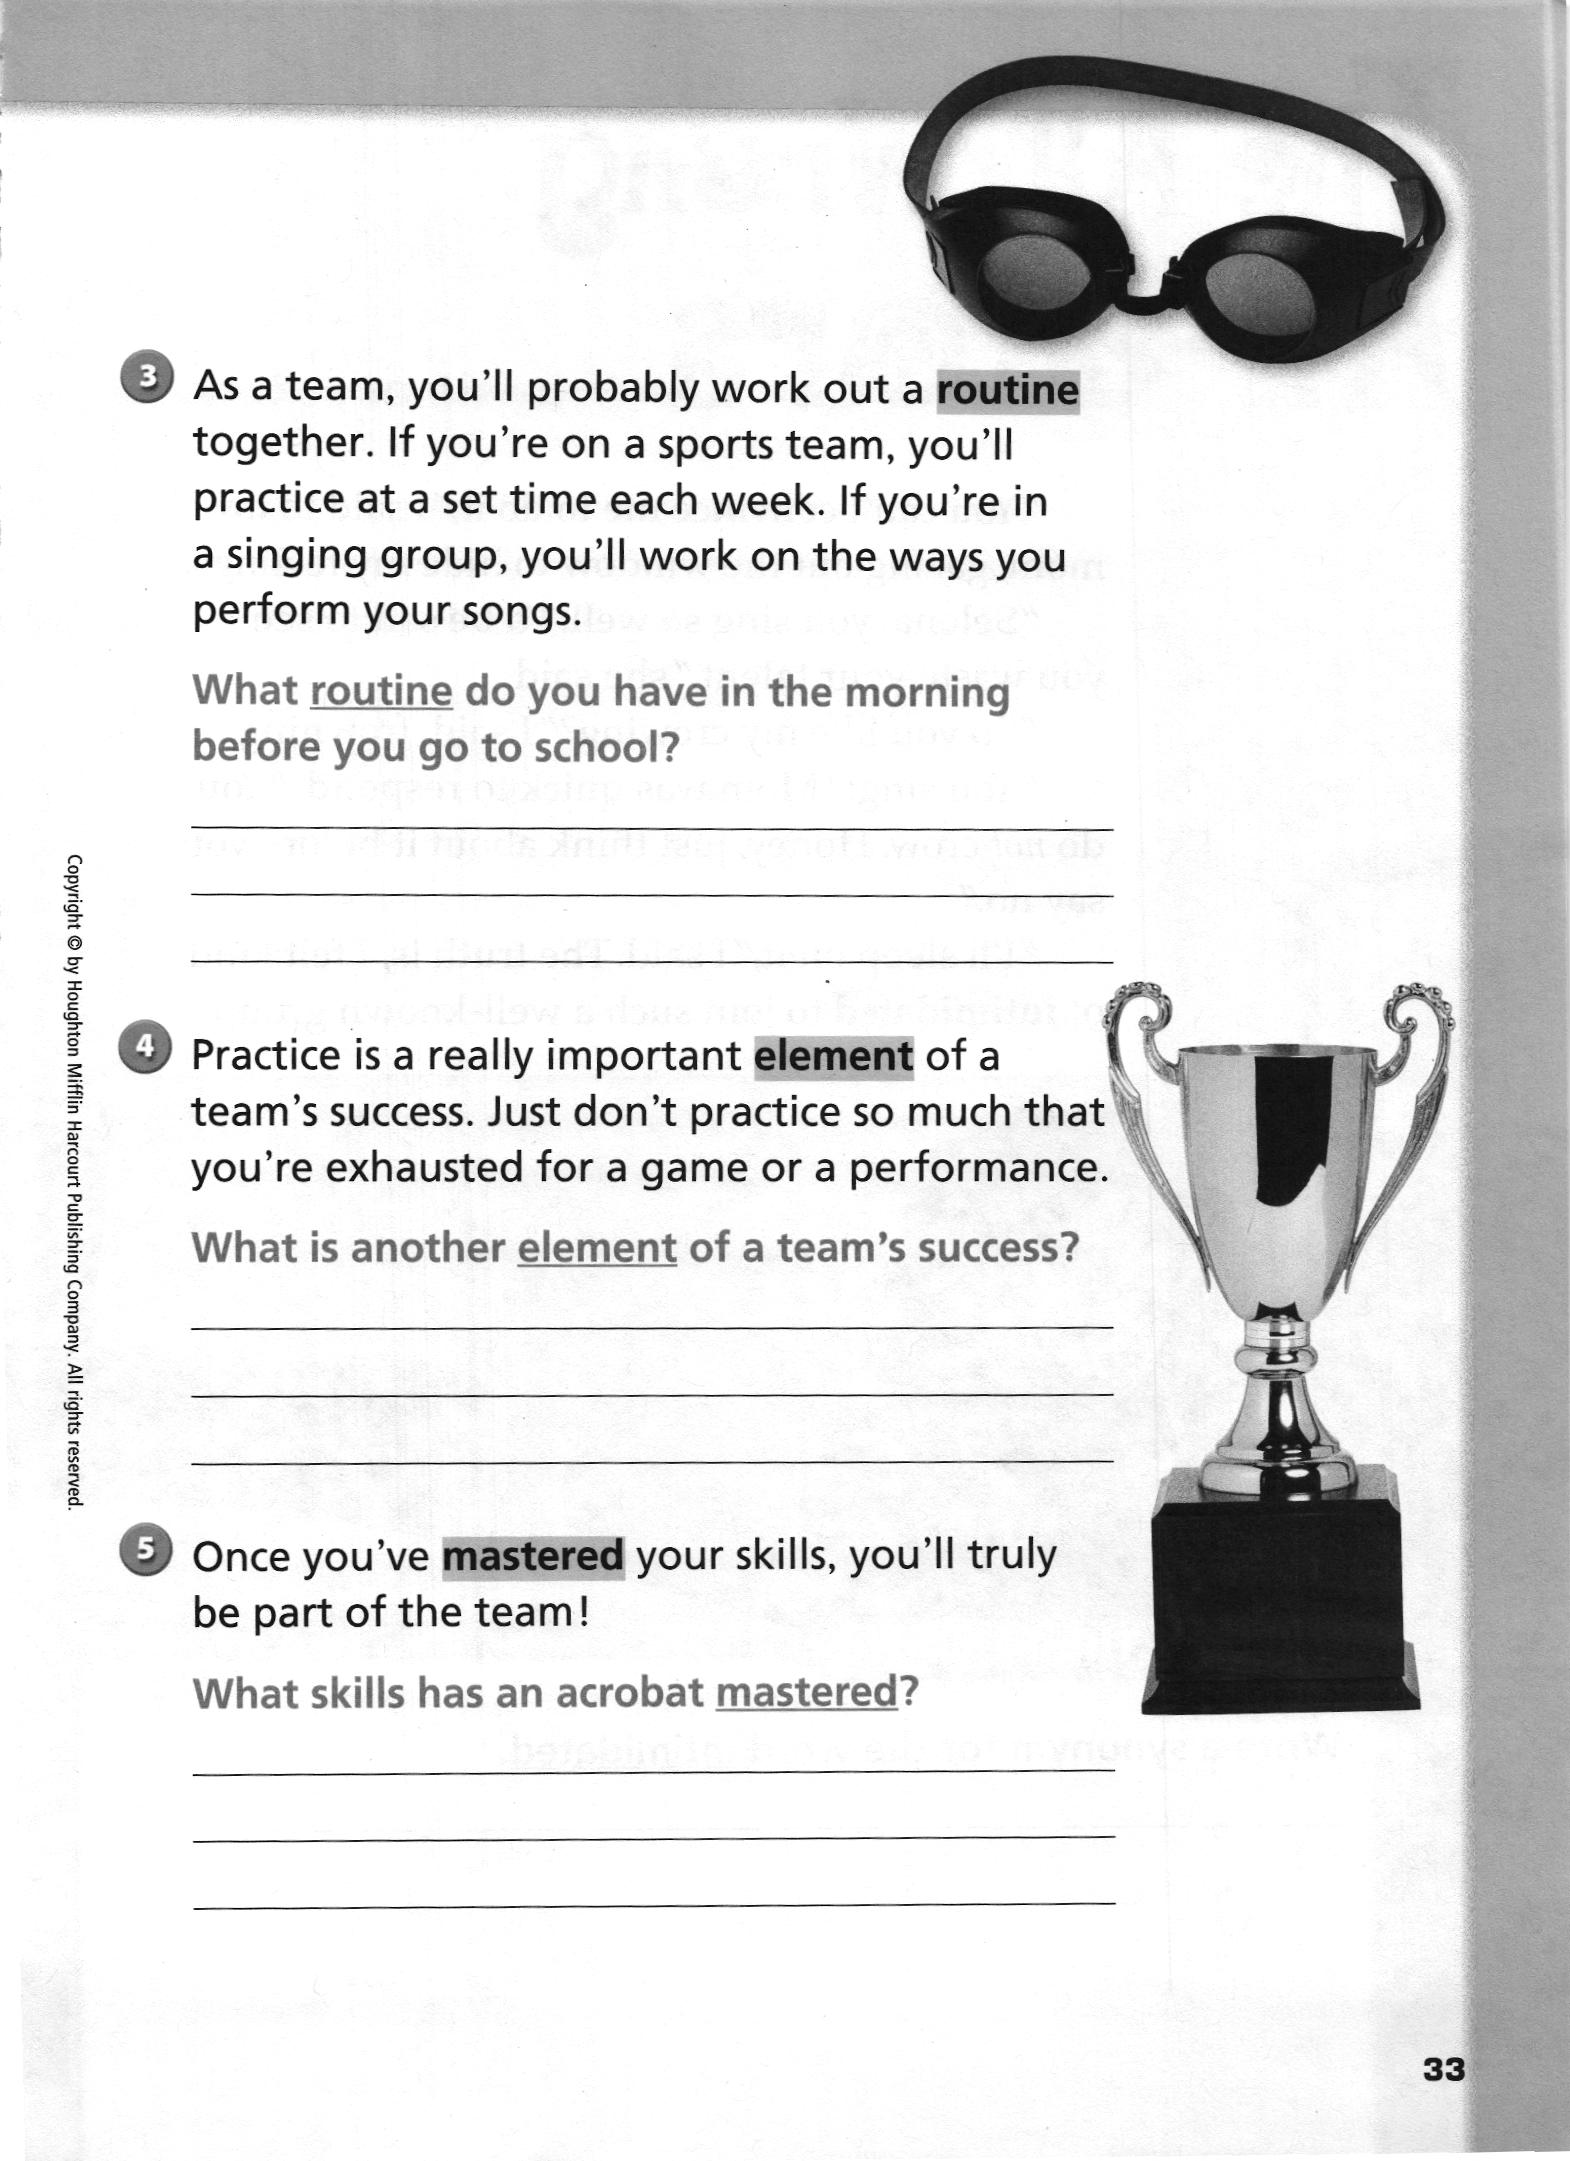 3 As a team, you'll probably work out a routine
together. If you're on a sports team, you'll
practice at a set time each week. If you're in
a singing group, you'll work on the ways you
perform your songs.
What routine do you have in the morning
before you go to school?
4 Practice is a really important element of a
team's success. Just don't practice so much that
you're exhausted for a game or a performance.
What is another element of a team's success?
5 Once you've mastered your skills, you'll truly
be part of the team!
What skills has an acrobat mastered?
Copyright © by Houghton Mifflin Harcourt Publishing Company. All rights reserved.
33